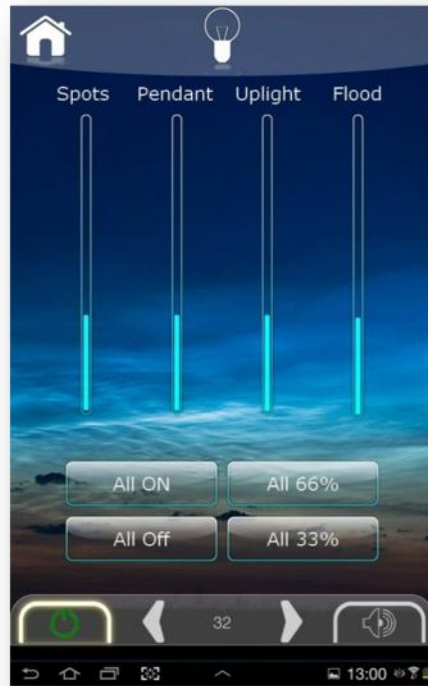 Spots Pendant Uplight Flood
All ON All 66%
All Off All 33%
32
13:00